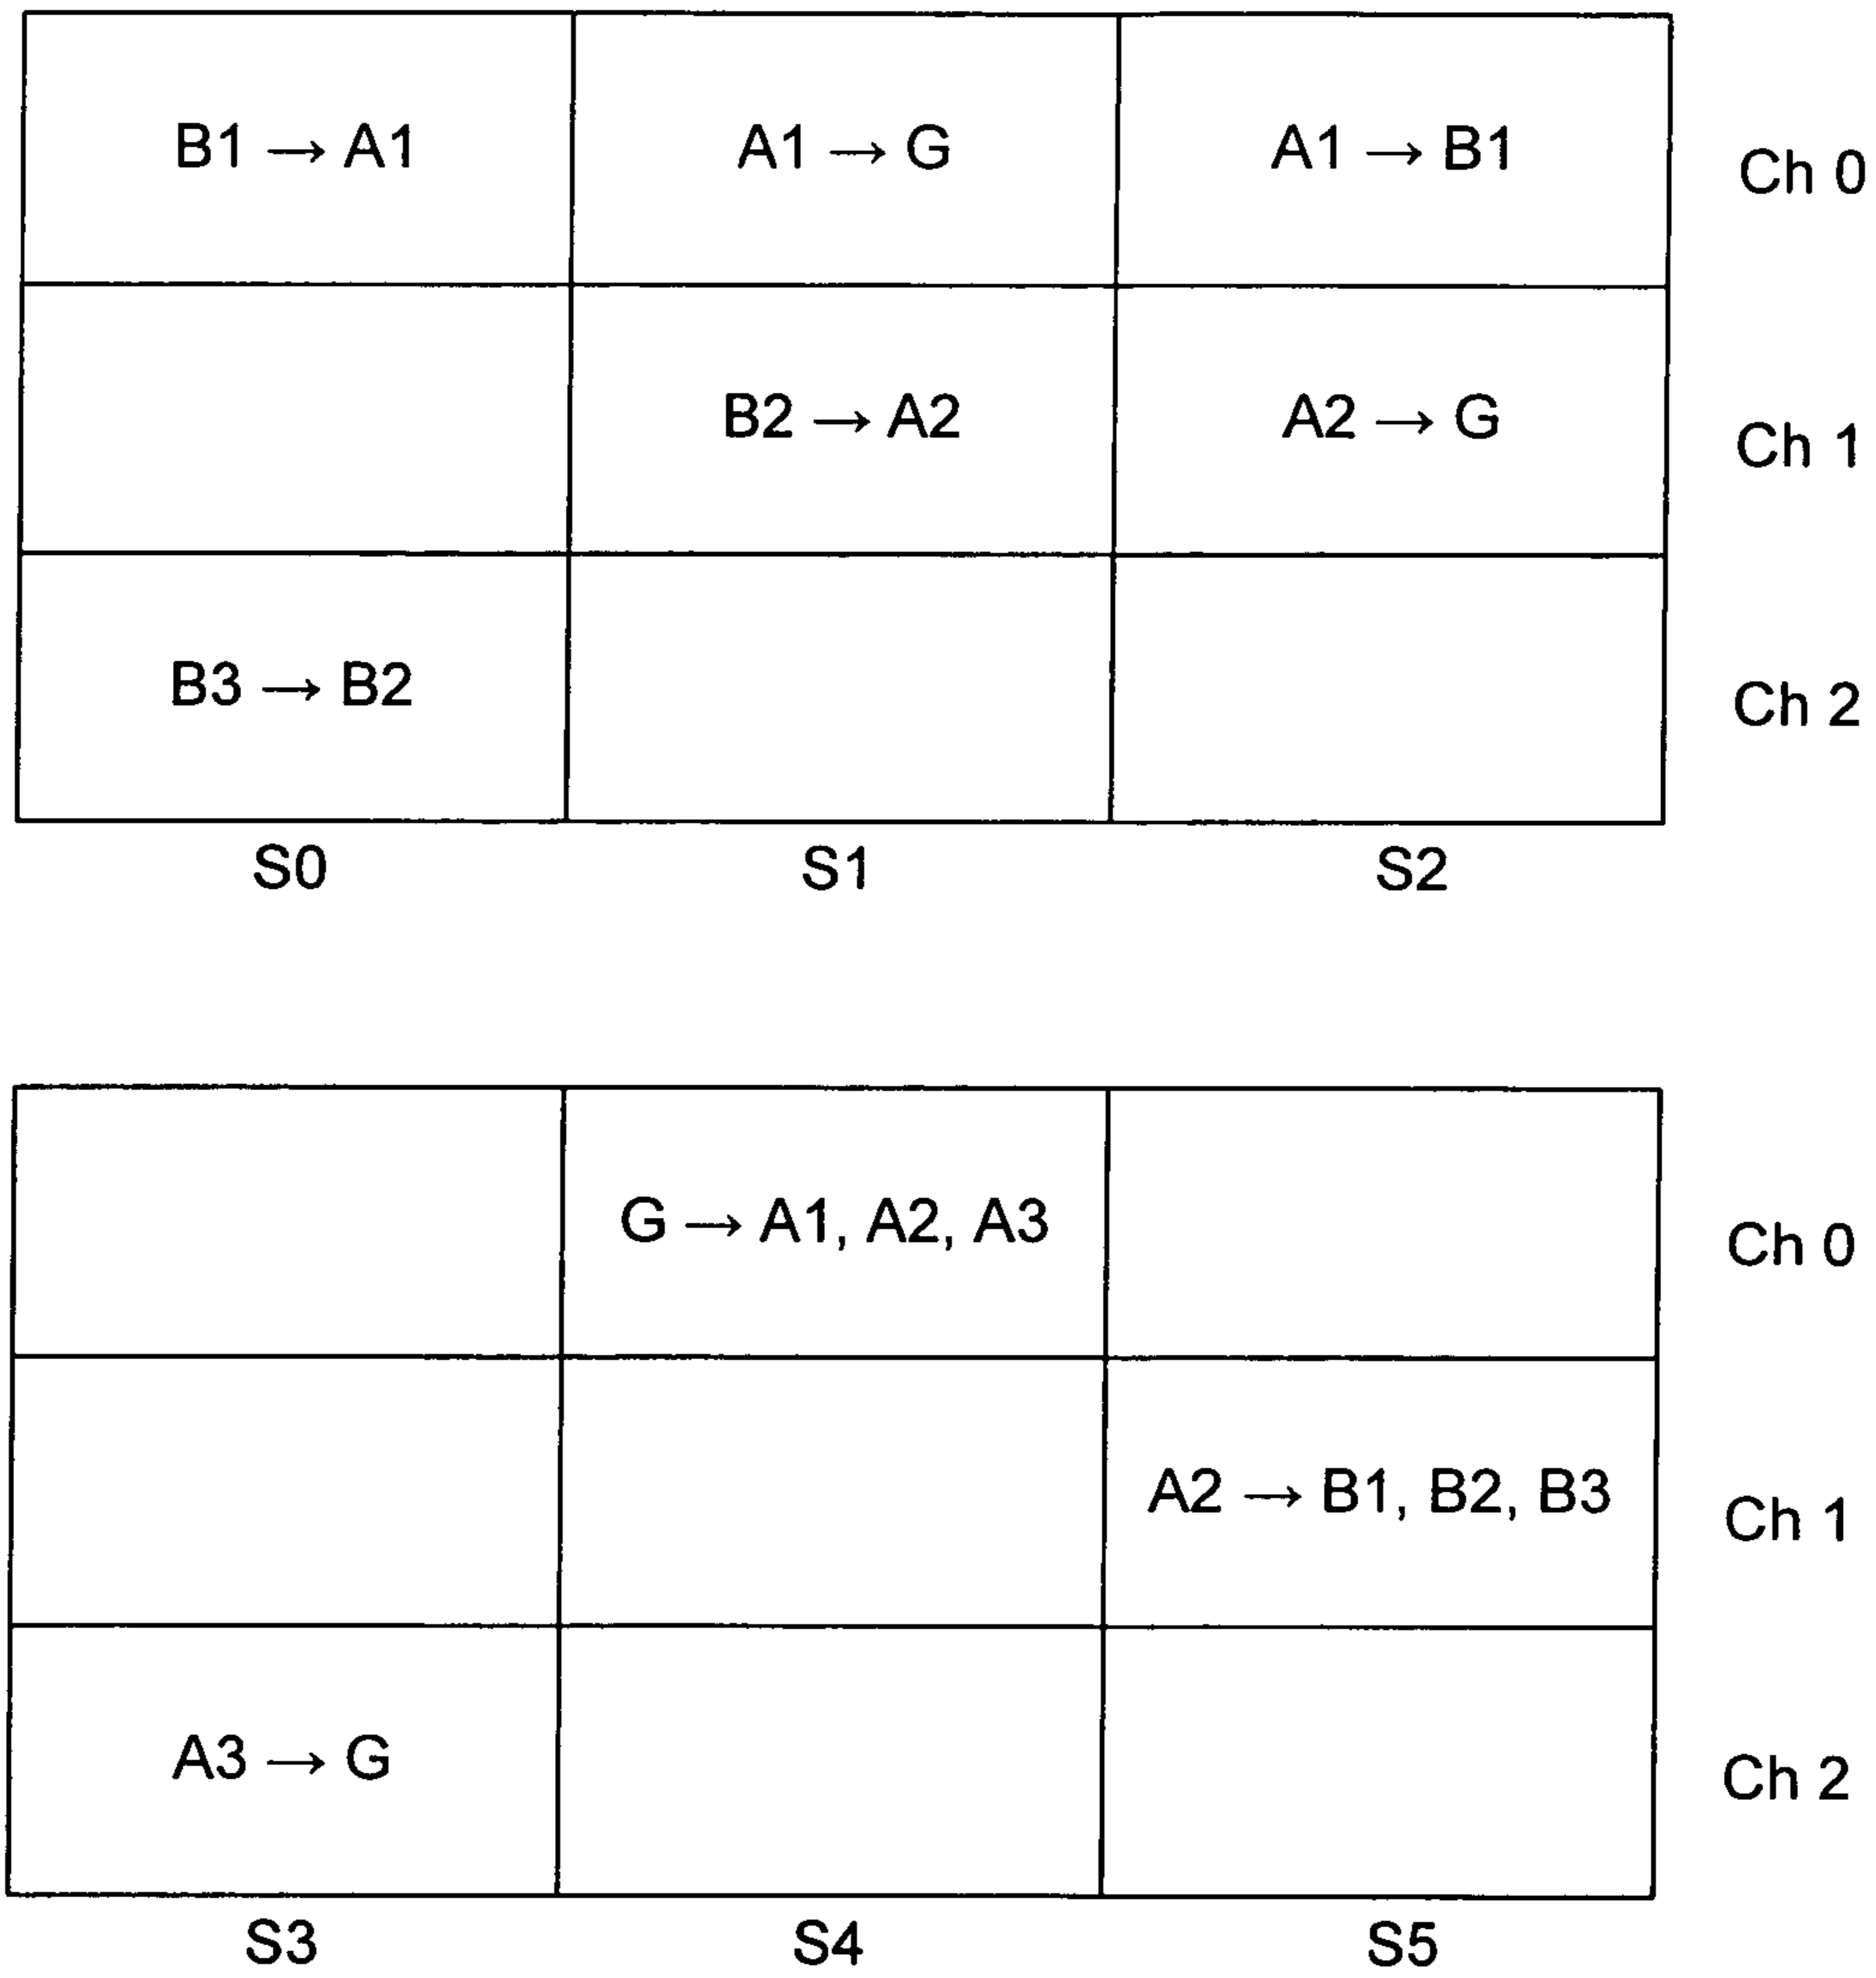 B1 → A1 A1 → G A1 → B1 Ch 0
B2 → A2 A2 → G Ch 1
B3 → B2 Ch 2
S0 S1 S2
G → A1, A2, A3 Ch 0
A2 → B1, B2, B3 Ch 1
A3 → G Ch 2
S3 S4 S5